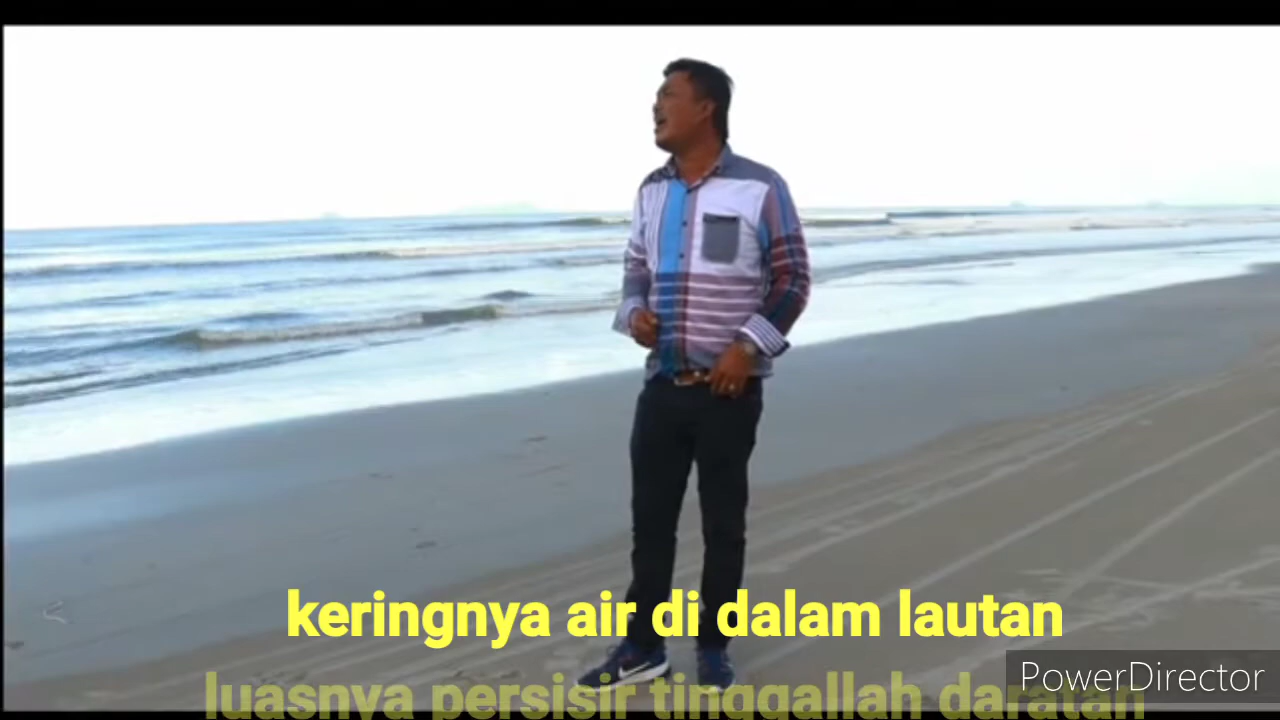 keringnya air di dalam lautan
luasnya persisir tinggallah daratan
PowerDirector